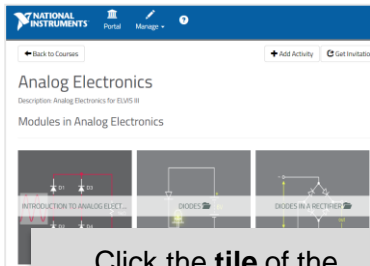 NATIONAL
INSTRUMENTS
Portal
Manage
?
Back to Courses
+ Add Activity
Get Invitatio
Analog Electronics
Description: Analog Electronics for ELVIS III
Modules in Analog Electronics
D1 D3
INTRODUCTION TO ANALOG ELECT...
DIODES
DIODES IN A RECTIFIER
D2 D4
Click the tile of the